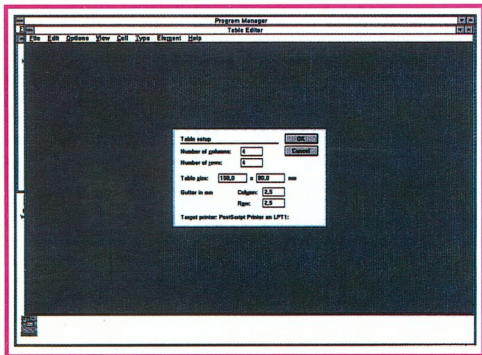 Program Manager
Table Editor
File Edit Options View Cell Type Element Help
Table setup
OK
Number of columns: 4
Cancel
Number of rows: 4
Table size: 150,0 x 90,0 mm
Gutter in mm Column: 2,5
Row: 2,5
Target printer: PostScript Printer on LPT1: